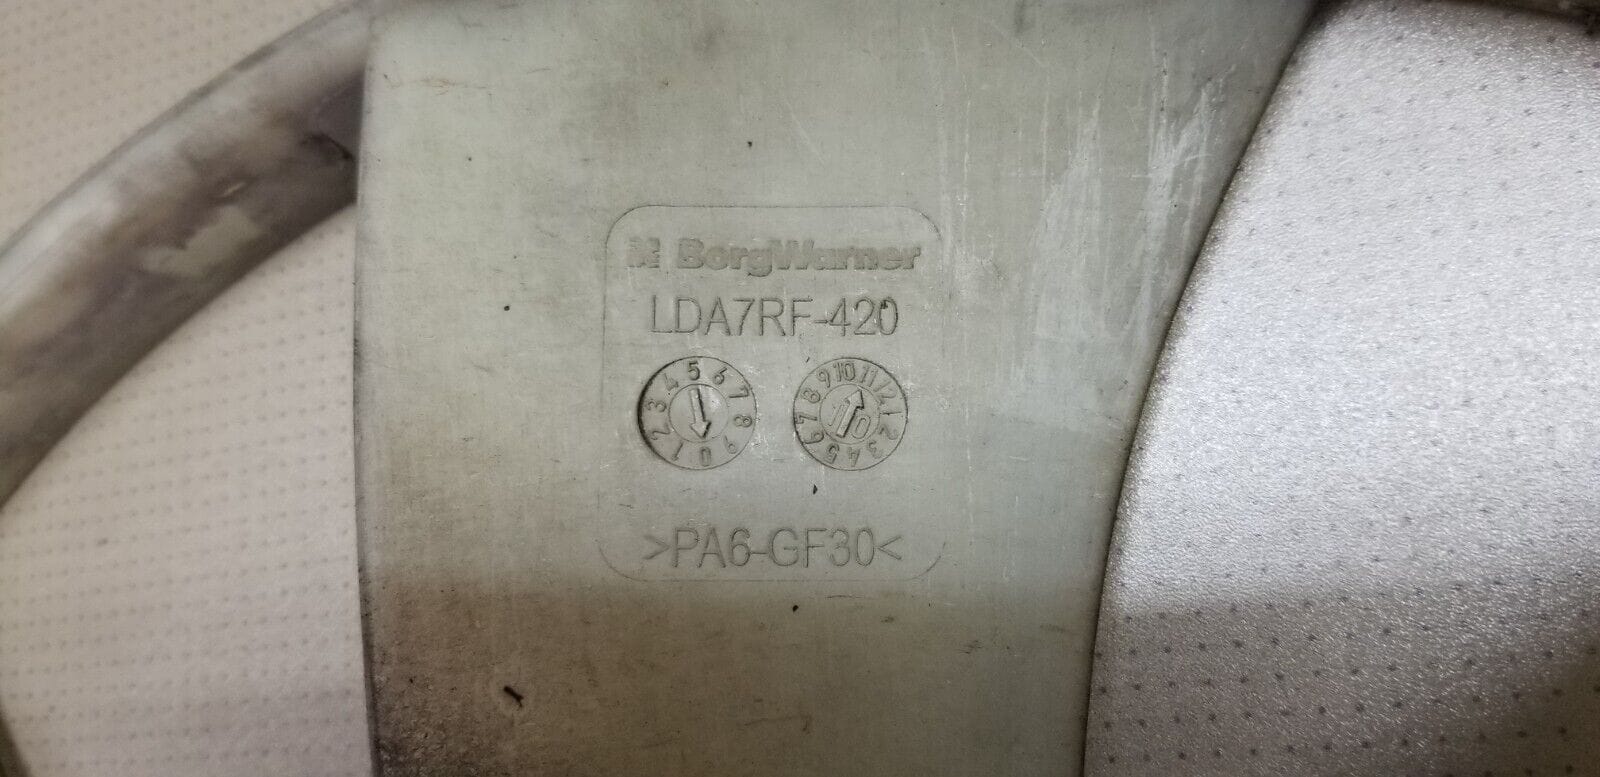 BorgWarner
LDA7RF-420
0 1 2 3 4 5 6 7 8 9
1 2 3 4 5 6 7 8 9 10 11 12
>PA6-GF30<